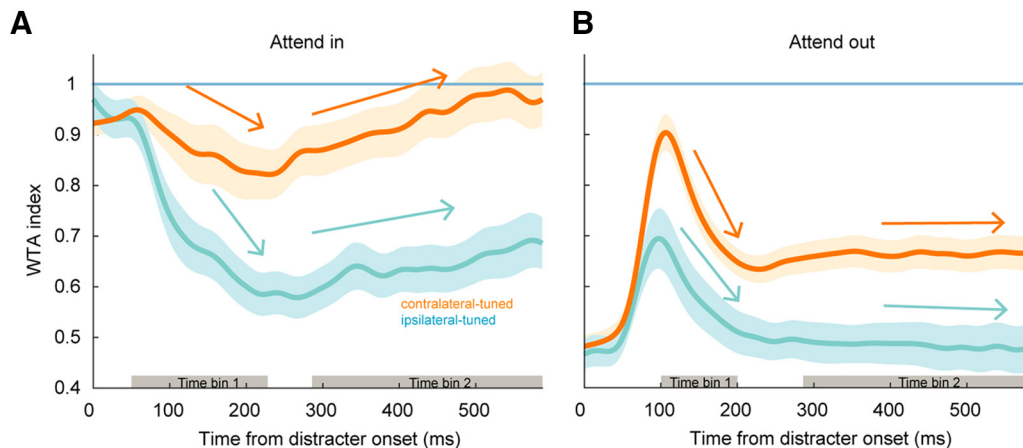 A
Attend in
WTA index
1
0.9
0.8
0.7
0.6
0.5
0.4
contralateral-tuned
ipsilateral-tuned
Time bin 1
Time bin 2
0 100 200 300 400 500
Time from distracter onset (ms)
B
Attend out
Time bin 1
Time bin 2
0 100 200 300 400 500
Time from distracter onset (ms)